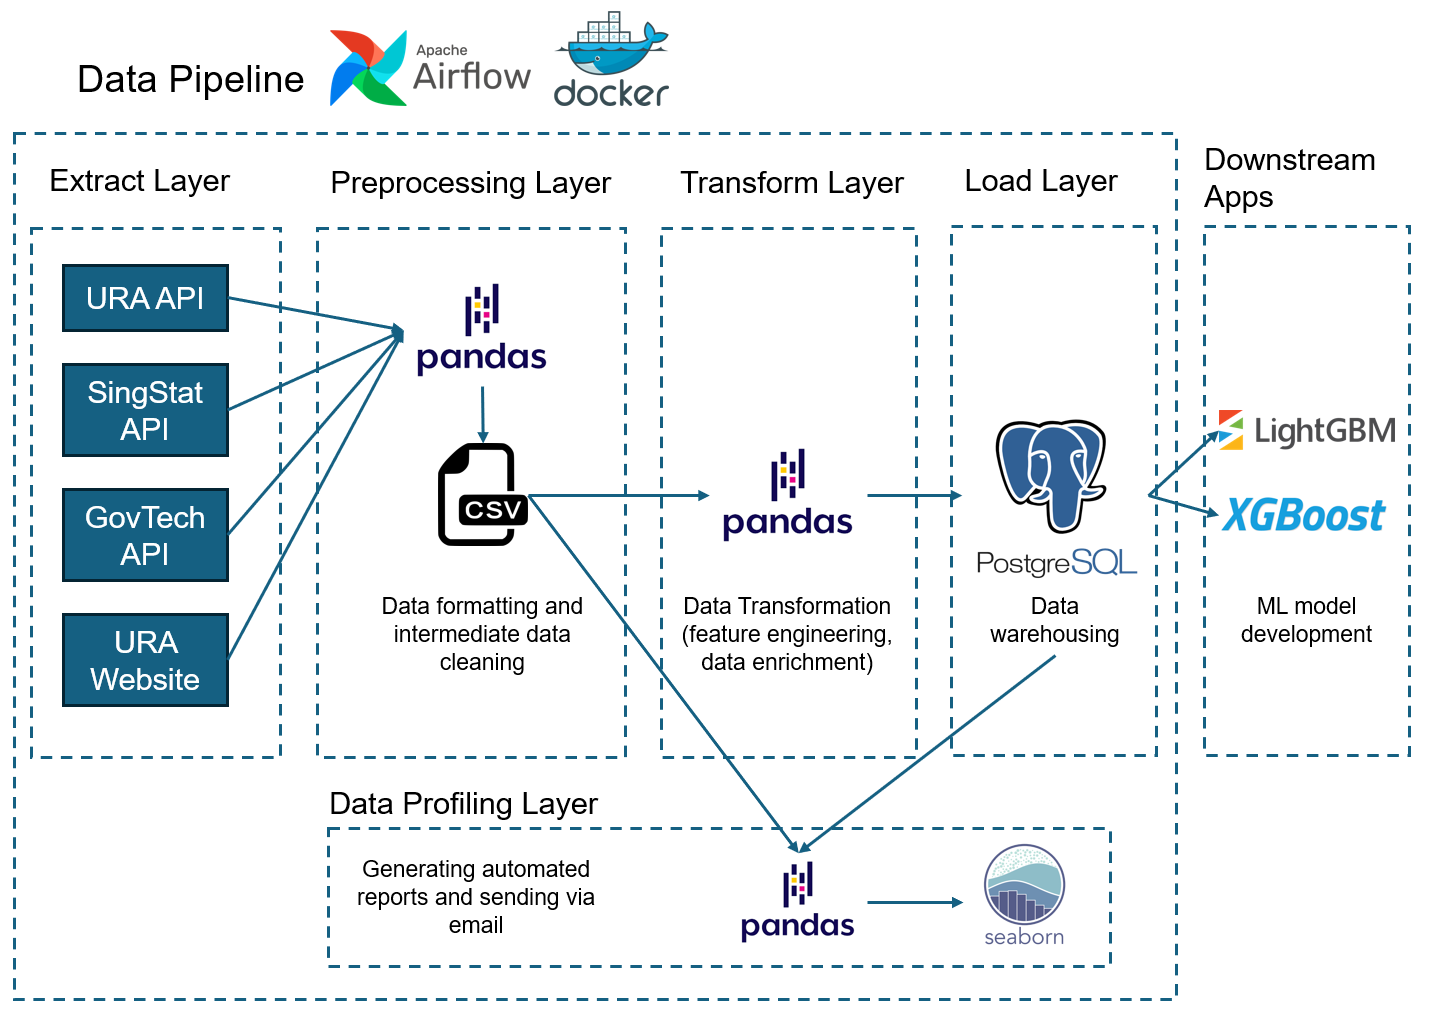 Data Pipeline
Apache
Airflow
docker
Extract Layer
Preprocessing Layer
Transform Layer
Load Layer
Downstream
Apps
URA API
SingStat
API
GovTech
API
URA
Website
pandas
CSV
Data formatting and
intermediate data
cleaning
pandas
Data Transformation
(feature engineering,
data enrichment)
PostgreSQL
Data
warehousing
LightGBM
XGBoost
ML model
development
Data Profiling Layer
Generating automated
reports and sending via
email
pandas
seaborn